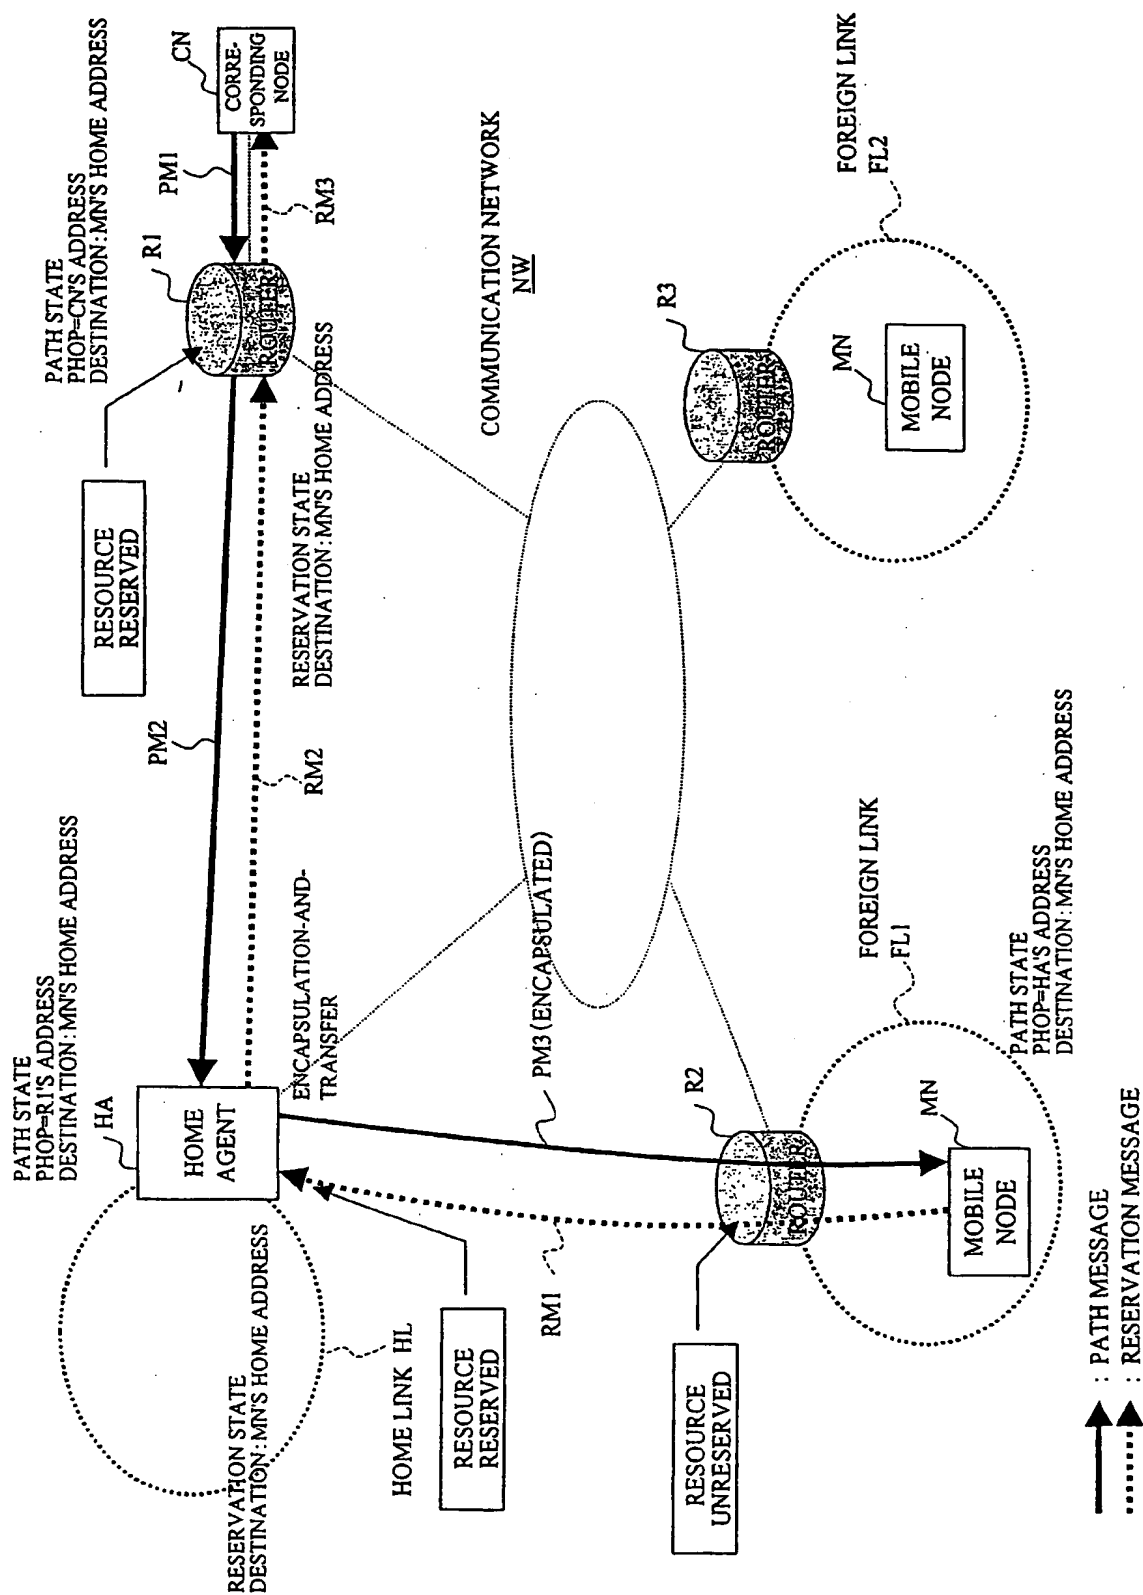 PATH STATE
PHOP=R1'S ADDRESS
DESTINATION:MN'S HOME ADDRESS
HA
HOME
AGENT
RESERVATION STATE
DESTINATION:MN'S HOME ADDRESS
HOME LINK HL
RESOURCE
RESERVED
ENCAPSULATION-AND-
TRANSFER
PM2
RM2
RESERVATION STATE
DESTINATION:MN'S HOME ADDRESS
RESOURCE
RESERVED
PATH STATE
PHOP=CN'S ADDRESS
DESTINATION:MN'S HOME ADDRESS
R1
ROUTER
PM1
RM3
CN
CORRE-
SPONDING
NODE
COMMUNICATION NETWORK
NW
RM1
PM3(ENCAPSULATED)
RESOURCE
UNRESERVED
R2
ROUTER
FOREIGN LINK
FL1
MN
MOBILE
NODE
PATH STATE
PHOP=HA'S ADDRESS
DESTINATION:MN'S HOME ADDRESS
R3
ROUTER
FOREIGN LINK
FL2
MN
MOBILE
NODE
: PATH MESSAGE
: RESERVATION MESSAGE